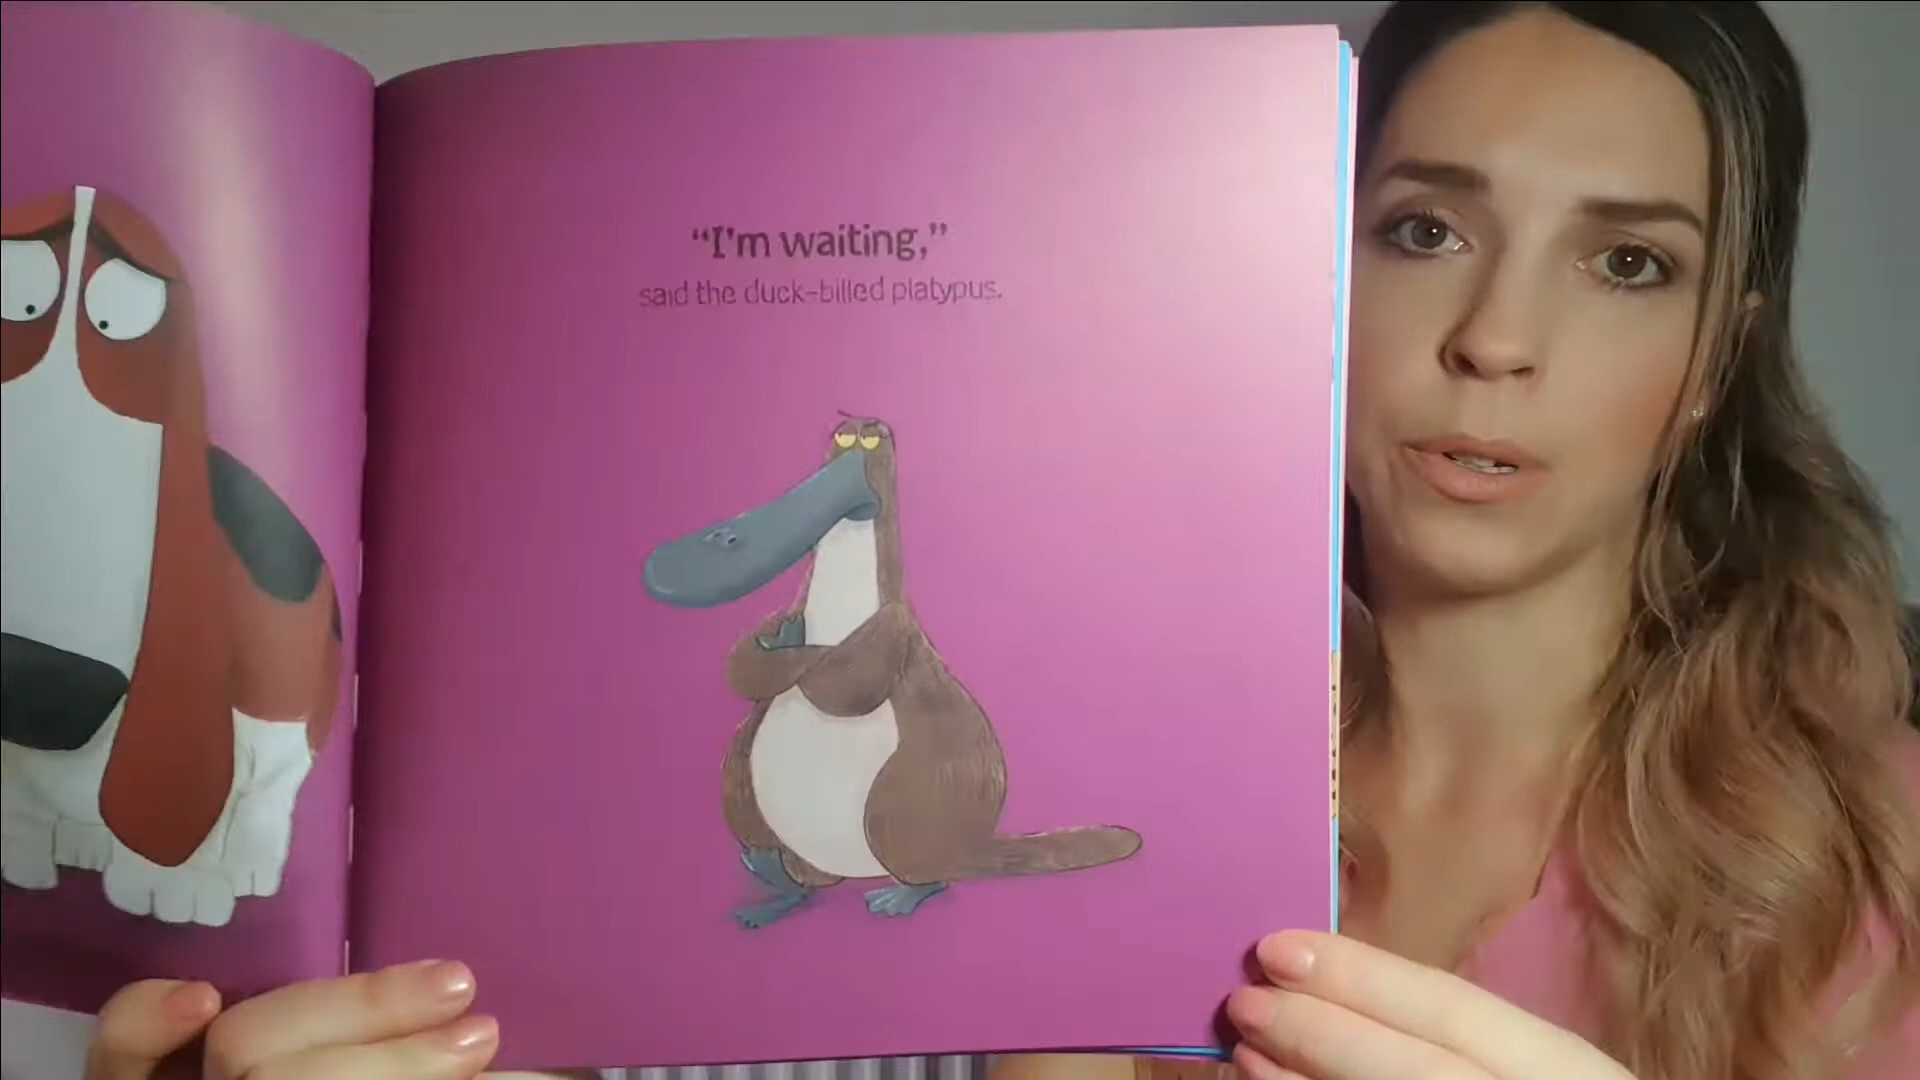 “I'm waiting,”
said the duck-billed platypus.